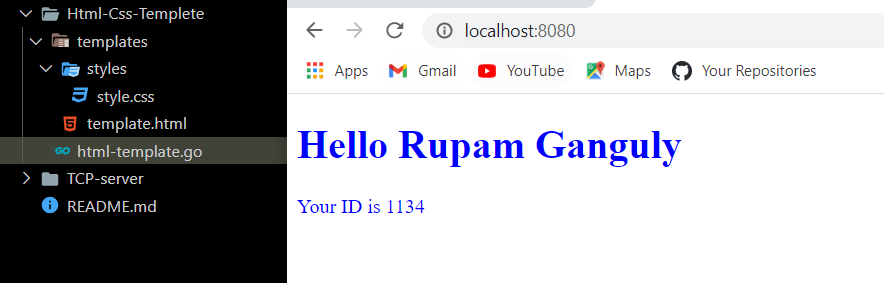 Html-Css-Templete
templates
styles
style.css
template.html
GO html-template.go
TCP-server
README.md
localhost:8080
Apps Gmail YouTube Maps Your Repositories
Hello Rupam Ganguly
Your ID is 1134